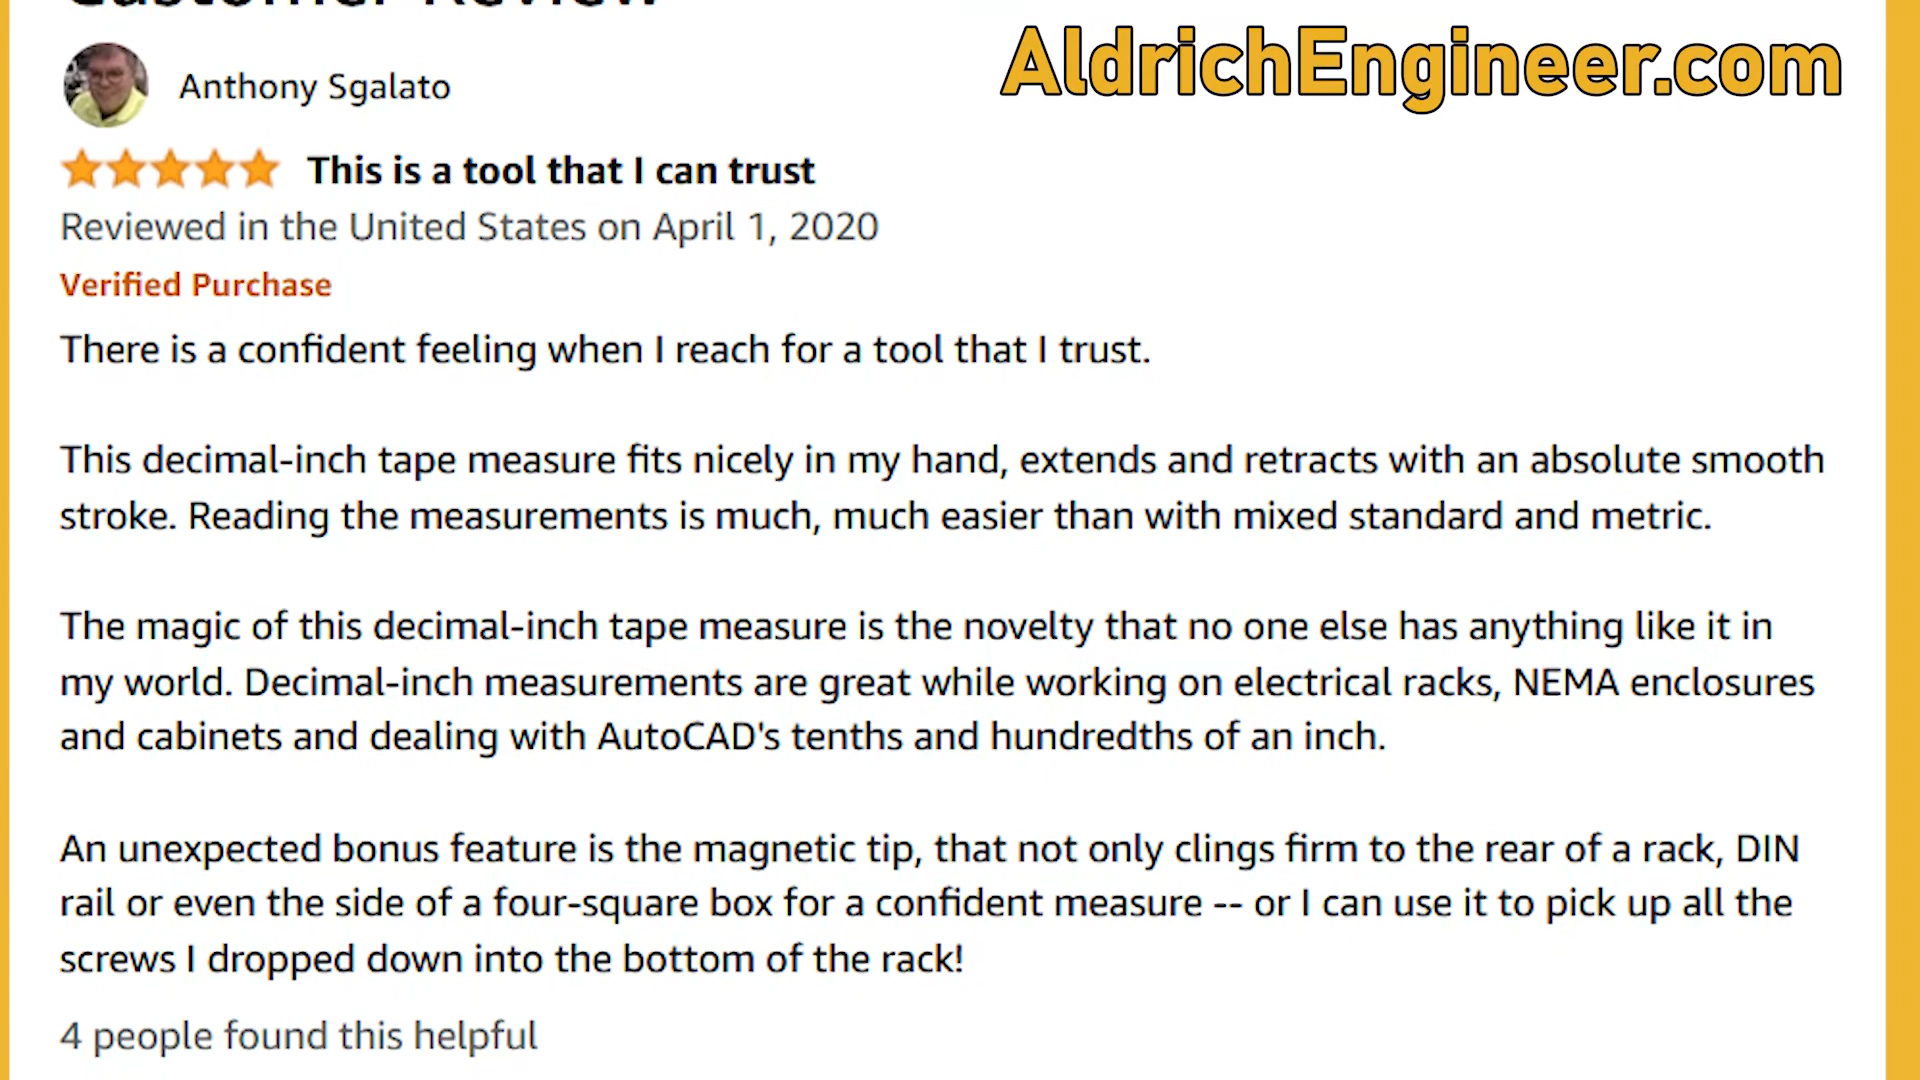 Customer Review
AldrichEngineer.com
Anthony Sgalato
This is a tool that I can trust
Reviewed in the United States on April 1, 2020
Verified Purchase
There is a confident feeling when I reach for a tool that I trust.
This decimal-inch tape measure fits nicely in my hand, extends and retracts with an absolute smooth
stroke. Reading the measurements is much, much easier than with mixed standard and metric.
The magic of this decimal-inch tape measure is the novelty that no one else has anything like it in
my world. Decimal-inch measurements are great while working on electrical racks, NEMA enclosures
and cabinets and dealing with AutoCAD's tenths and hundredths of an inch.
An unexpected bonus feature is the magnetic tip, that not only clings firm to the rear of a rack, DIN
rail or even the side of a four-square box for a confident measure -- or I can use it to pick up all the
screws I dropped down into the bottom of the rack!
4 people found this helpful